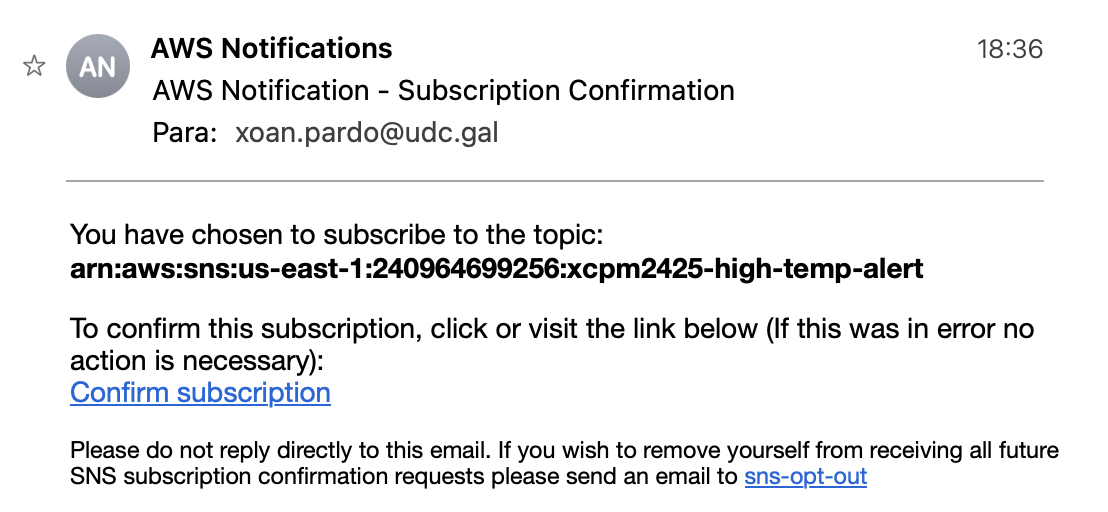 AN
AWS Notifications
18:36
AWS Notification - Subscription Confirmation
Para: xoan.pardo@udc.gal
You have chosen to subscribe to the topic:
arn:aws:sns:us-east-1:240964699256:xcpm2425-high-temp-alert
To confirm this subscription, click or visit the link below (If this was in error no
action is necessary):
Confirm subscription
Please do not reply directly to this email. If you wish to remove yourself from receiving all future
SNS subscription confirmation requests please send an email to sns-opt-out